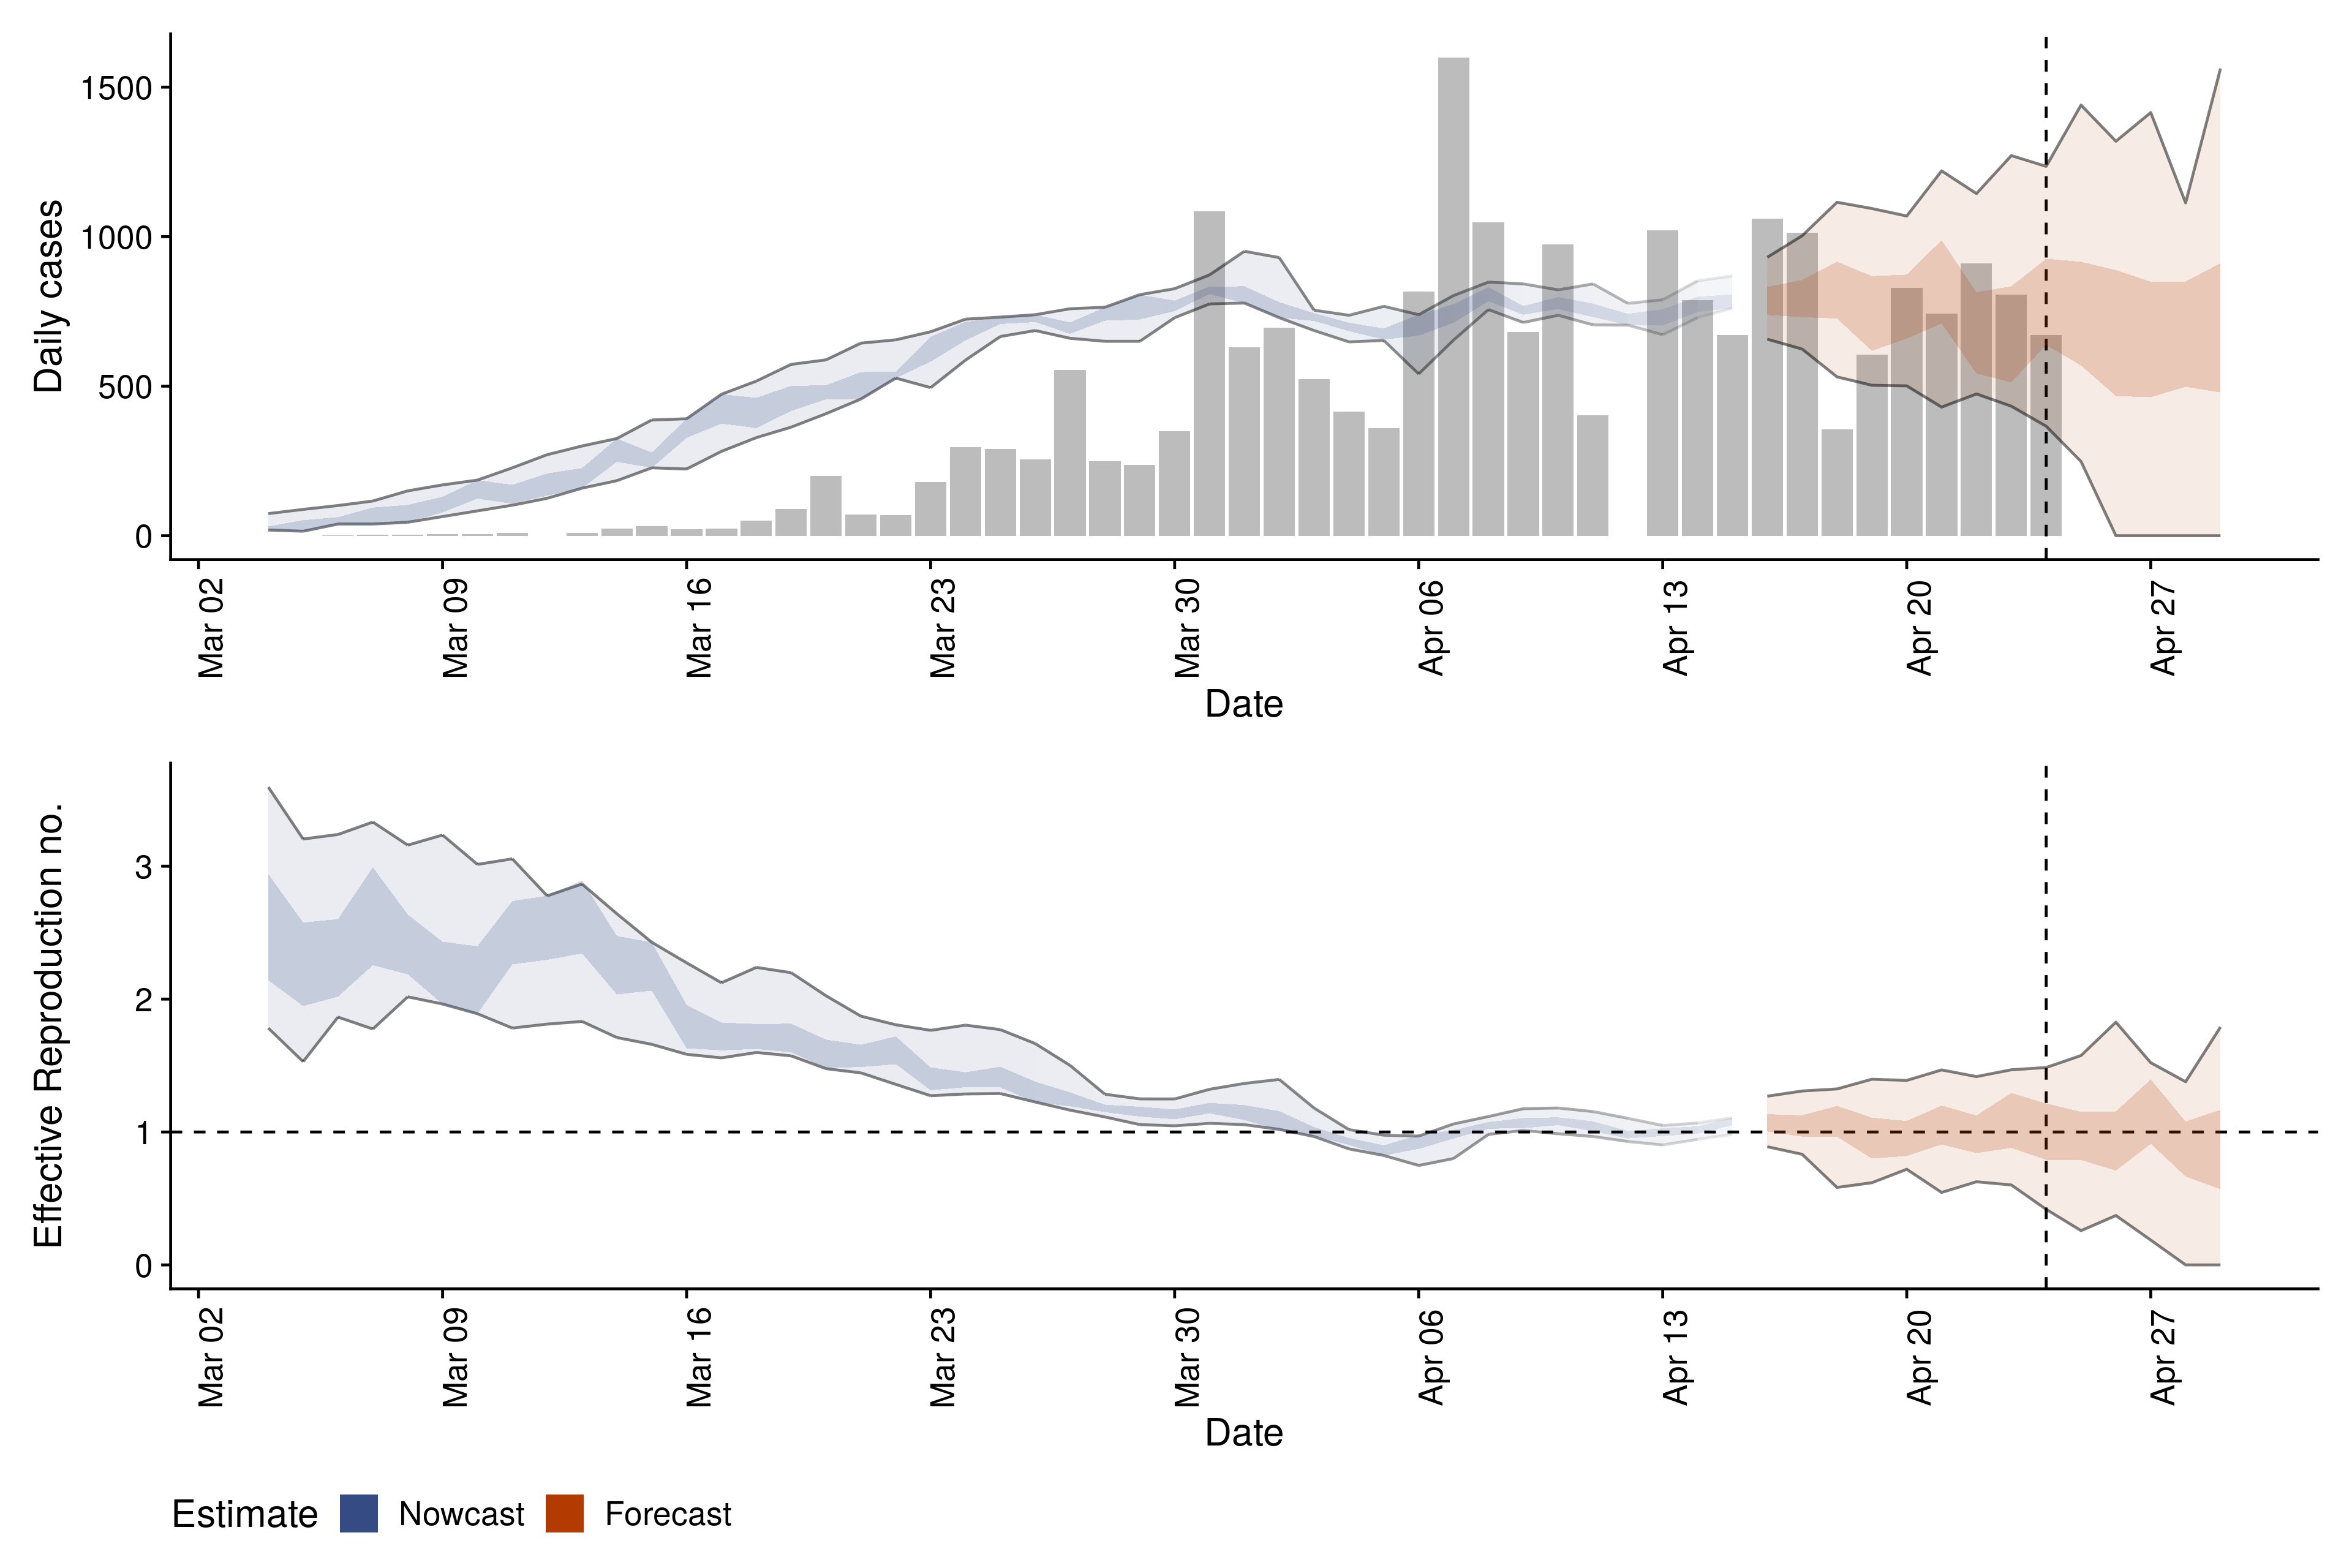 Daily cases
1500
1000
500
0
Mar 02
Mar 09
Mar 16
Mar 23
Mar 30
Apr 06
Apr 13
Apr 20
Apr 27
Date
Effective Reproduction no.
3
2
1
0
Mar 02
Mar 09
Mar 16
Mar 23
Mar 30
Apr 06
Apr 13
Apr 20
Apr 27
Date
Estimate Nowcast Forecast